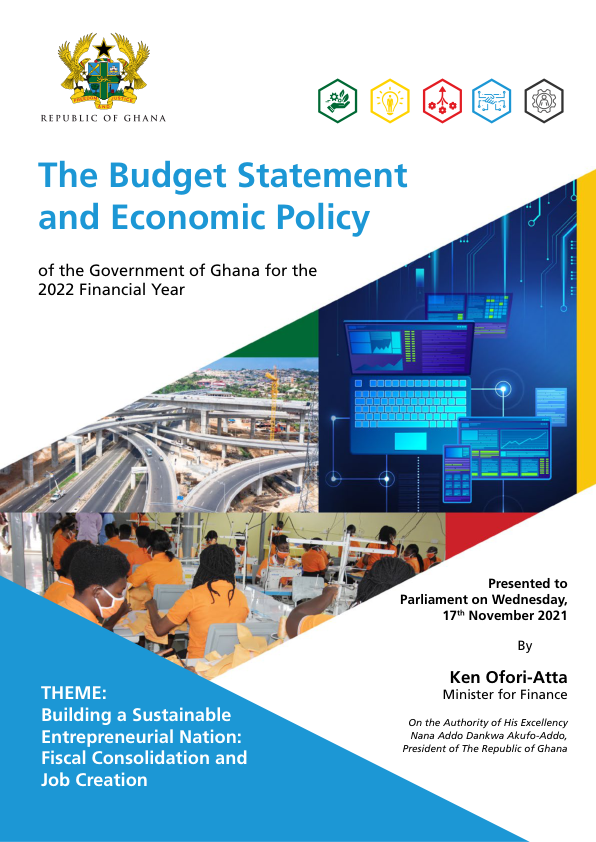 FREEDOM AND JUSTICE
REPUBLIC OF GHANA
The Budget Statement
and Economic Policy
of the Government of Ghana for the
2022 Financial Year
Presented to
Parliament on Wednesday,
17th November 2021
By
Ken Ofori-Atta
Minister for Finance
On the Authority of His Excellency
Nana Addo Dankwa Akufo-Addo,
President of The Republic of Ghana
THEME:
Building a Sustainable
Entrepreneurial Nation:
Fiscal Consolidation and
Job Creation